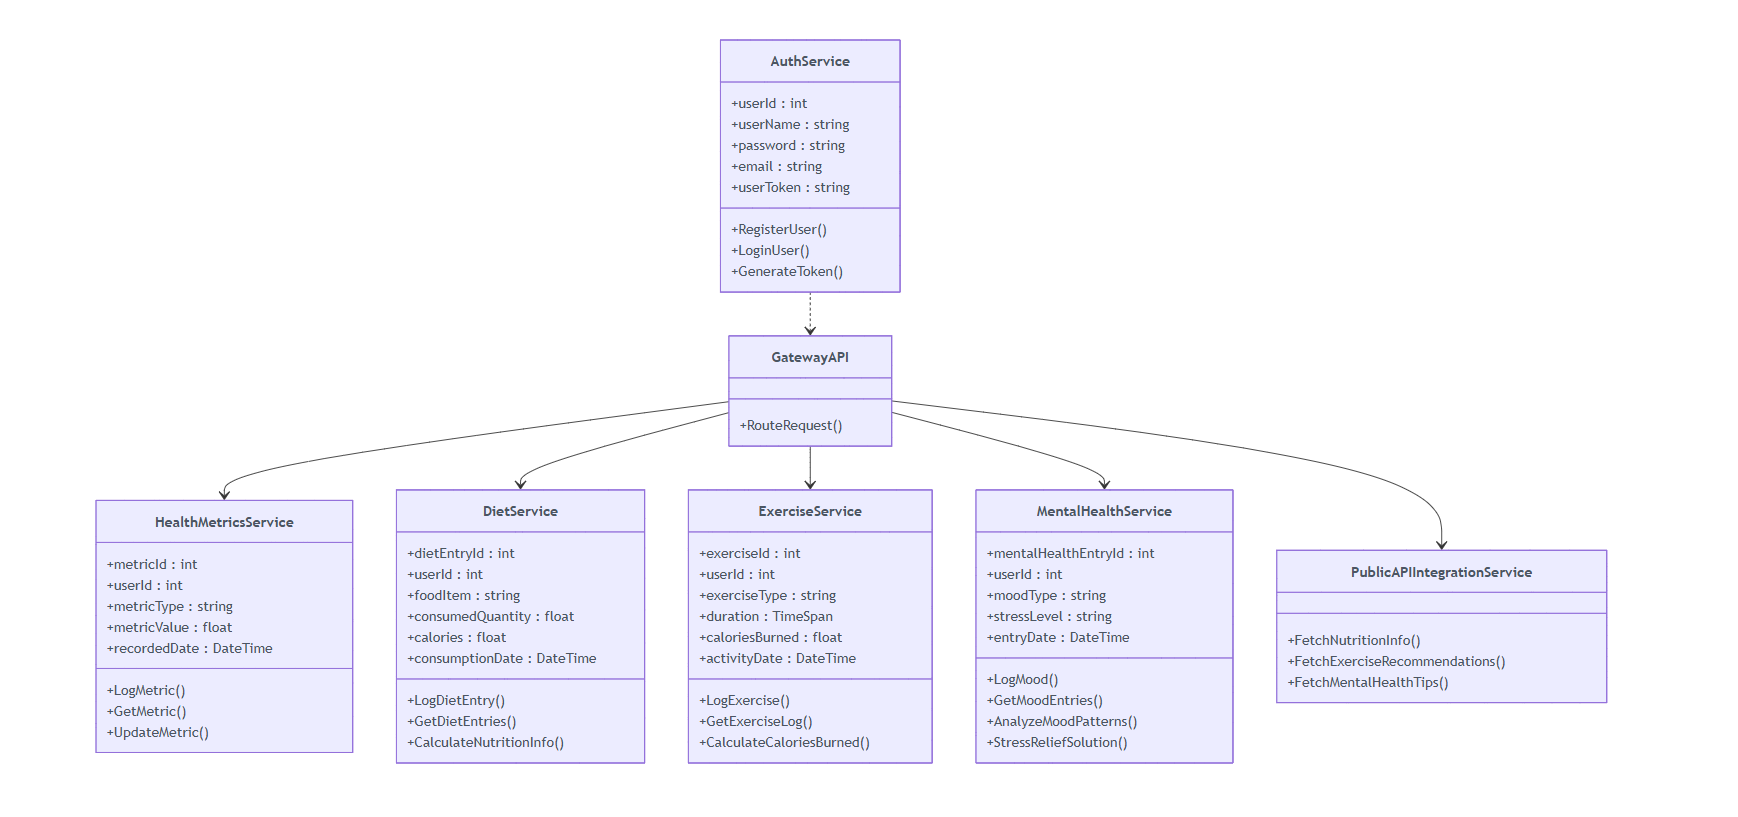 AuthService
+userId : int
+userName : string
+password : string
+email : string
+userToken : string
+RegisterUser()
+LoginUser()
+GenerateToken()
GatewayAPI
+RouteRequest()
HealthMetricsService
+metricId : int
+userId : int
+metricType : string
+metricValue : float
+recordedDate : DateTime
+LogMetric()
+GetMetric()
+UpdateMetric()
DietService
+dietEntryId : int
+userId : int
+foodItem : string
+consumedQuantity : float
+calories : float
+consumptionDate : DateTime
+LogDietEntry()
+GetDietEntries()
+CalculateNutritionInfo()
ExerciseService
+exerciseId : int
+userId : int
+exerciseType : string
+duration : TimeSpan
+caloriesBurned : float
+activityDate : DateTime
+LogExercise()
+GetExerciseLog()
+CalculateCaloriesBurned()
MentalHealthService
+mentalHealthEntryId : int
+userId : int
+moodType : string
+stressLevel : string
+entryDate : DateTime
+LogMood()
+GetMoodEntries()
+AnalyzeMoodPatterns()
+StressReliefSolution()
PublicAPIIntegrationService
+FetchNutritionInfo()
+FetchExerciseRecommendations()
+FetchMentalHealthTips()